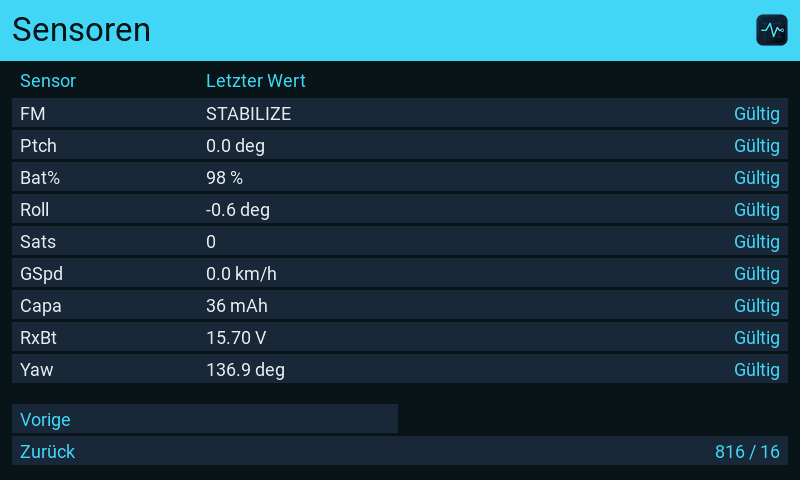 Sensoren
Sensor Letzter Wert
FM STABILIZE Gültig
Ptch 0.0 deg Gültig
Bat% 98 % Gültig
Roll -0.6 deg Gültig
Sats 0 Gültig
GSpd 0.0 km/h Gültig
Capa 36 mAh Gültig
RxBt 15.70 V Gültig
Yaw 136.9 deg Gültig
Vorige
Zurück 816 / 16